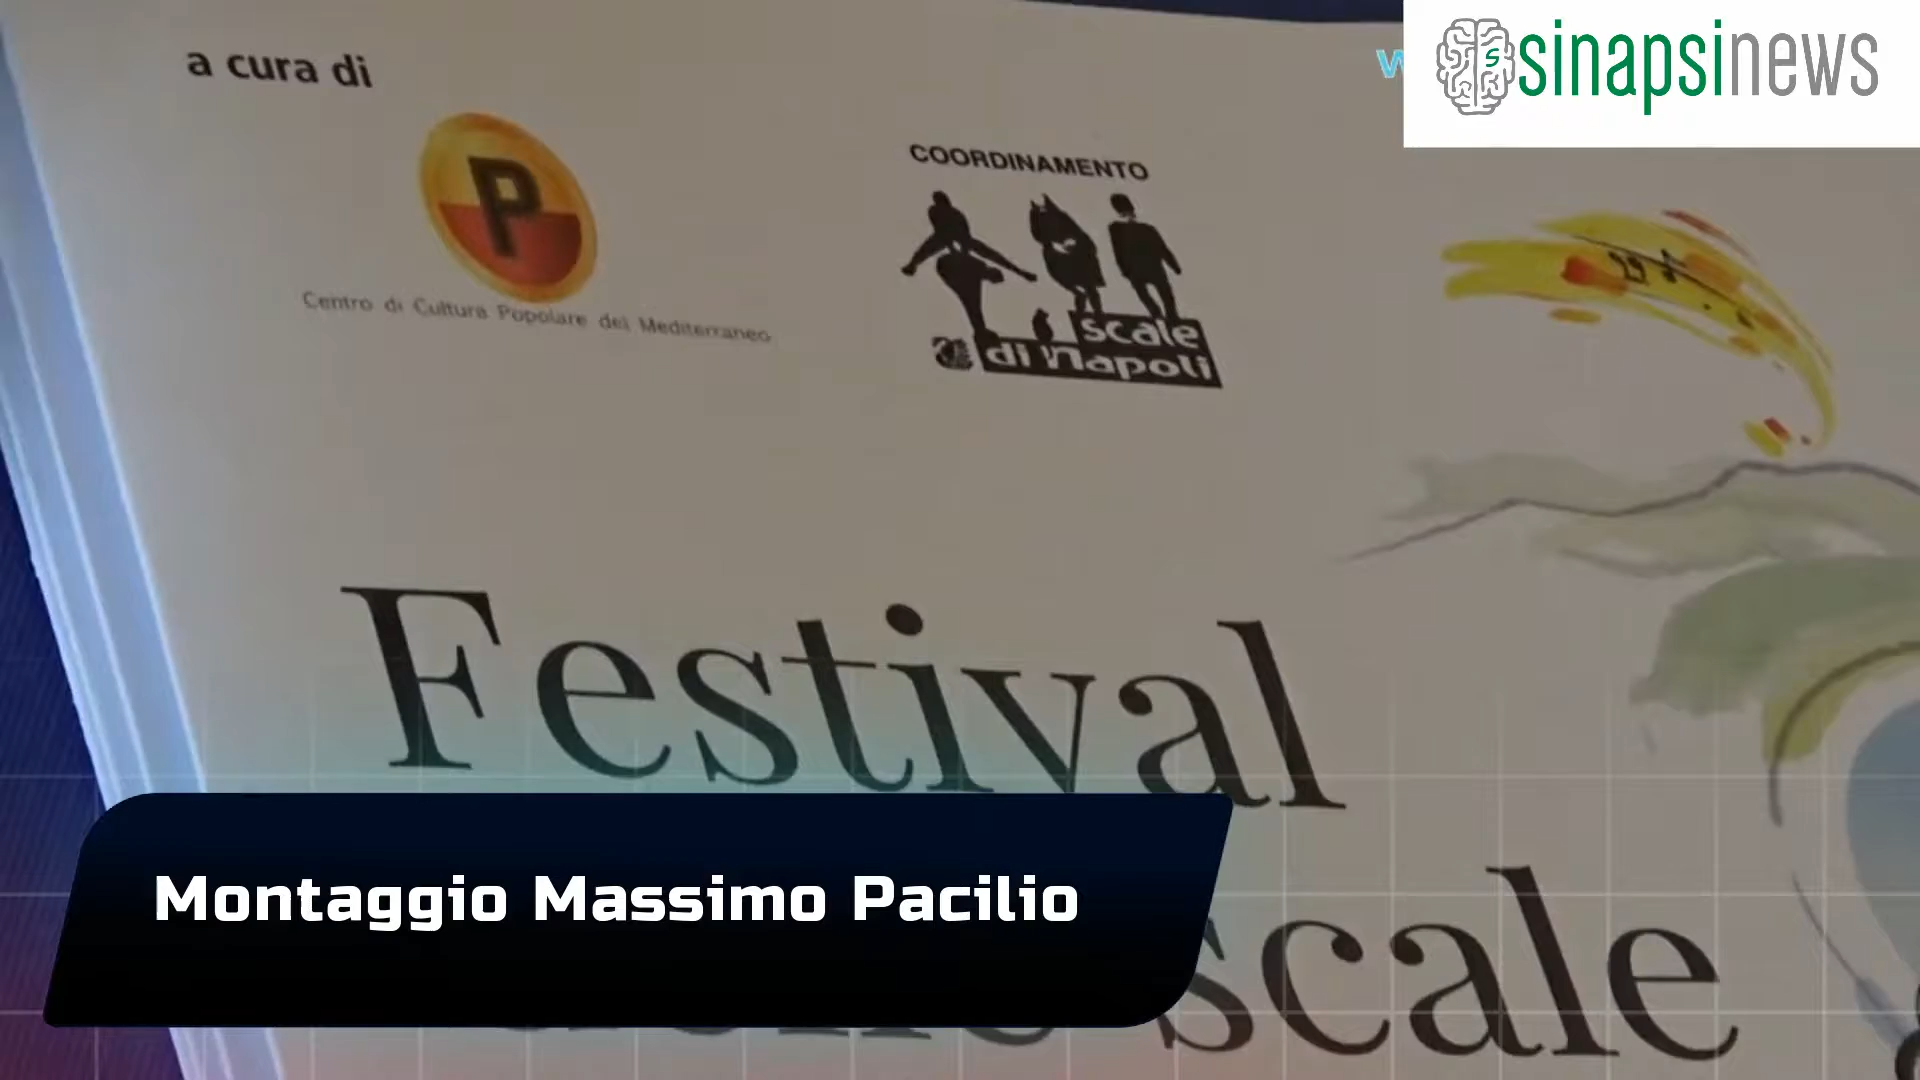 a cura di
sinapsinews
P
COORDINAMENTO
Centro di Cultura Popolare del Mediterraneo
scale
di Napoli
Festival
scale
Montaggio Massimo Pacilio